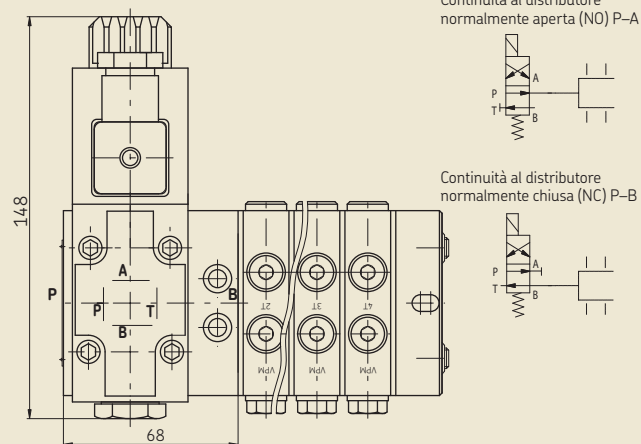 Continuità al distributore
normalmente aperta (NO) P–A
A
P
T
B
Continuità al distributore
normalmente chiusa (NC) P–B
A
P
T
B
148
P
A
P
T
B
B
2T
3T
4T
VPM
VPM
VPM
68